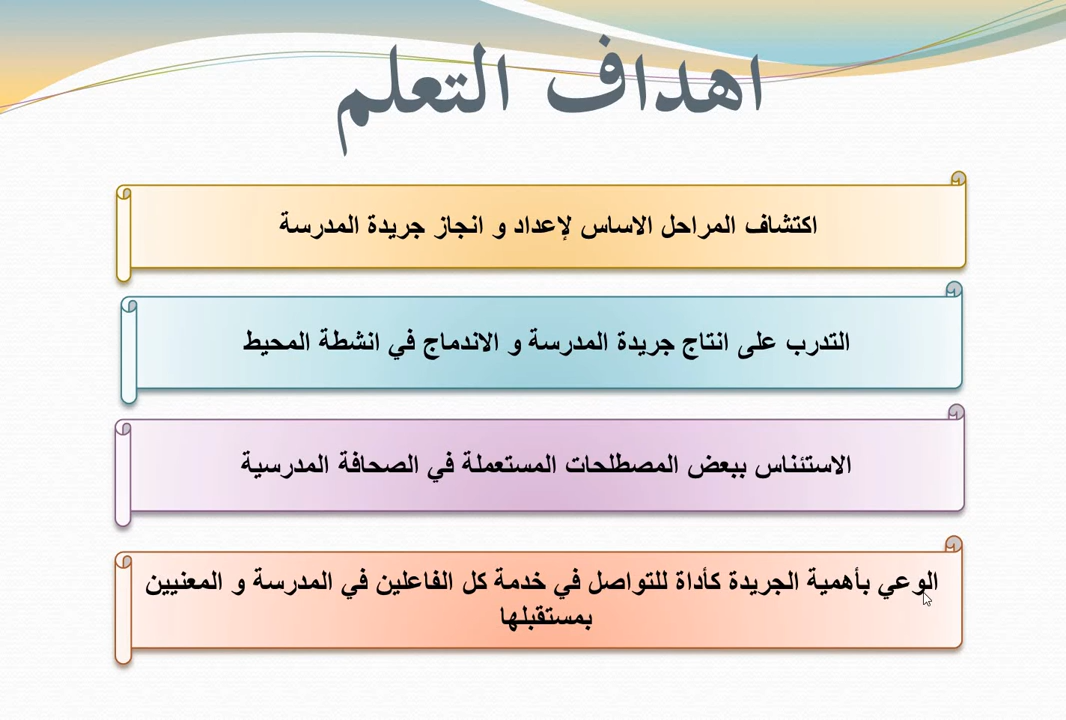 اهداف التعلم
اكتشاف المراحل الاساس لإعداد و انجاز جريدة المدرسة
التدرب على انتاج جريدة المدرسة و الاندماج في انشطة المحيط
الاستئناس ببعض المصطلحات المستعملة في الصحافة المدرسية
الوعي بأهمية الجريدة كأداة للتواصل في خدمة كل الفاعلين في المدرسة و المعنيين
بمستقبلها